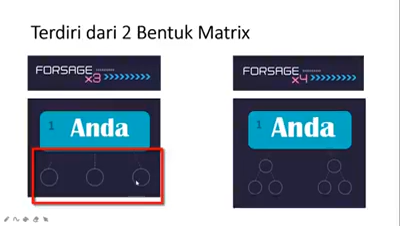 Terdiri dari 2 Bentuk Matrix
FORSAGE
x3
1 Anda
FORSAGE
x4
1 Anda